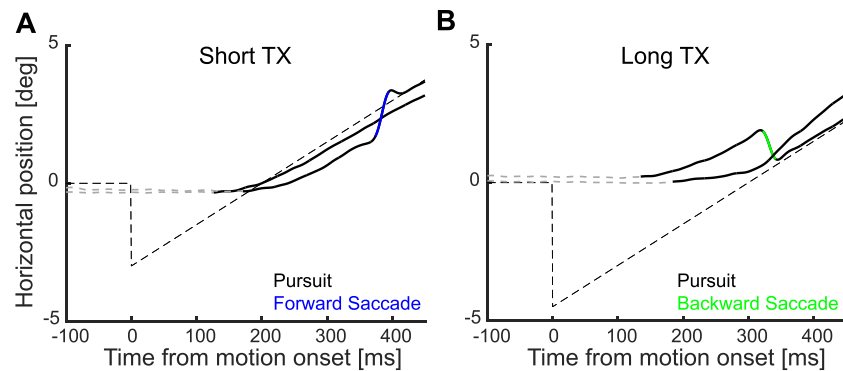 A
Short TX
5
0
-5
Horizontal position [deg]
Pursuit
Forward Saccade
-100 0 100 200 300 400
Time from motion onset [ms]
B
Long TX
5
0
-5
Pursuit
Backward Saccade
-100 0 100 200 300 400
Time from motion onset [ms]